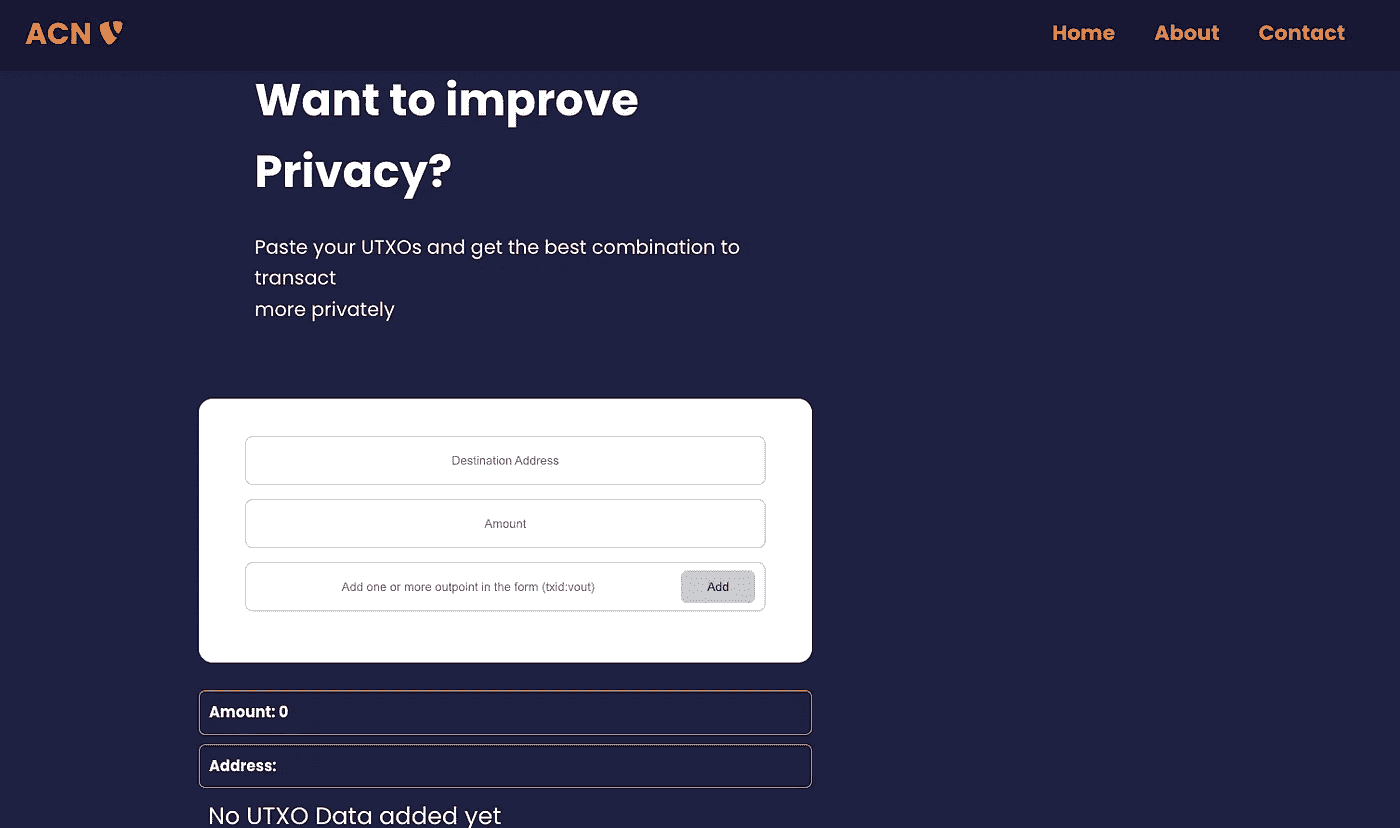 ACN
Home About Contact
Want to improve
Privacy?
Paste your UTXOs and get the best combination to
transact
more privately
Destination Address
Amount
Add one or more outpoint in the form (txid:vout)
Add
Amount: 0
Address:
No UTXO Data added yet